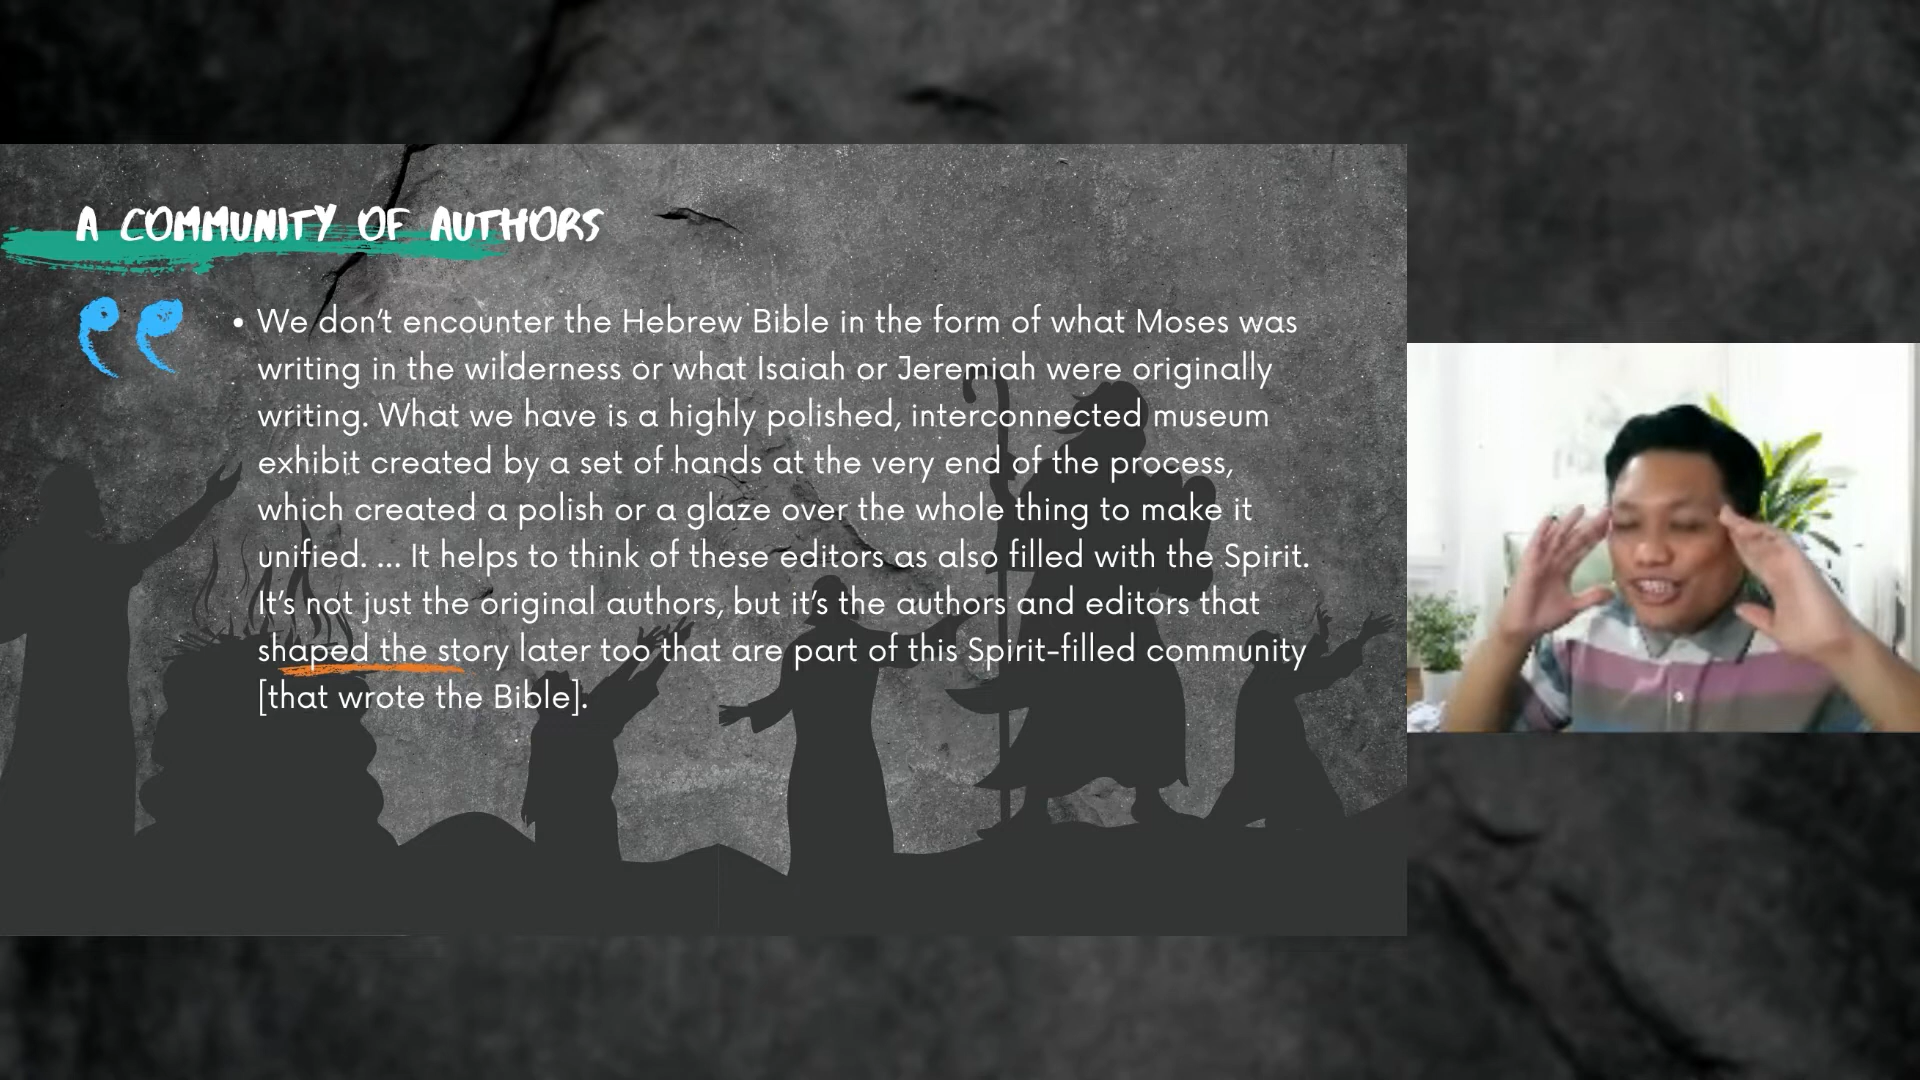 A COMMUNITY OF AUTHORS
• We don't encounter the Hebrew Bible in the form of what Moses was
writing in the wilderness or what Isaiah or Jeremiah were originally
writing. What we have is a highly polished, interconnected museum
exhibit created by a set of hands at the very end of the process,
which created a polish or a glaze over the whole thing to make it
unified. ... It helps to think of these editors as also filled with the Spirit.
It's not just the original authors, but it's the authors and editors that
shaped the story later too that are part of this Spirit-filled community
[that wrote the Bible].